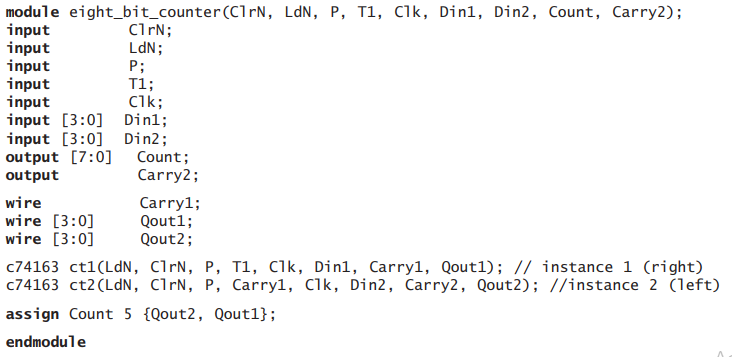 module eight_bit_counter(ClrN, LdN, P, T1, Clk, Din1, Din2, Count, Carry2);
input ClrN;
input LdN;
input P;
input T1;
input Clk;
input [3:0] Din1;
input [3:0] Din2;
output [7:0] Count;
output Carry2;
wire Carry1;
wire [3:0] Qout1;
wire [3:0] Qout2;
c74163 ct1(LdN, ClrN, P, T1, Clk, Din1, Carry1, Qout1); // instance 1 (right)
c74163 ct2(LdN, ClrN, P, Carry1, Clk, Din2, Carry2, Qout2); //instance 2 (left)
assign Count 5 {Qout2, Qout1};
endmodule